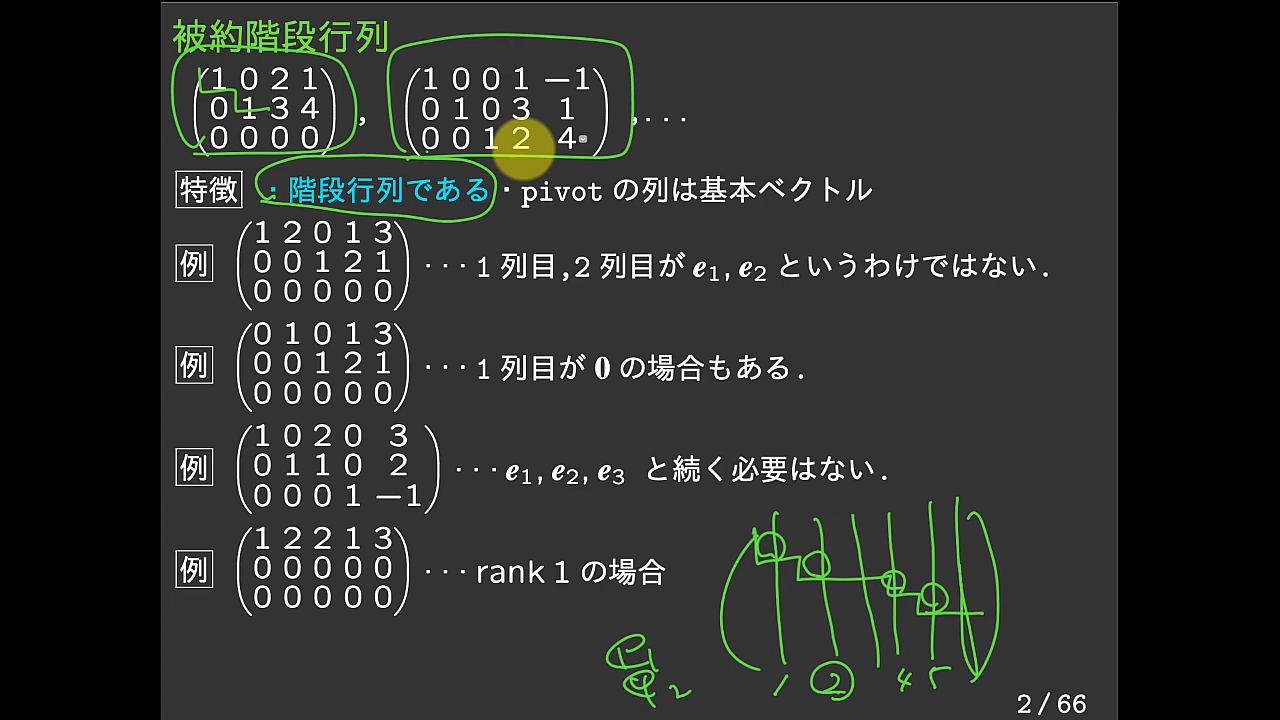 被約階段行列
(1 0 2 1
0 1 3 4
0 0 0 0), (1 0 0 1 −1
0 1 0 3 1
0 0 1 2 4), ...
特徴 :階段行列である・pivot の列は基本ベクトル
例 (1 2 0 1 3
0 0 1 2 1
0 0 0 0 0) ··· 1 列目,2 列目が e₁, e₂ というわけではない.
例 (0 1 0 1 3
0 0 1 2 1
0 0 0 0 0) ··· 1 列目が 0 の場合もある.
例 (1 0 2 0 3
0 1 1 0 2
0 0 0 1 −1) ··· e₁, e₂, e₃ と続く必要はない.
例 (1 2 2 1 3
0 0 0 0 0
0 0 0 0 0) ··· rank 1 の場合
1 2 4 5
2 / 66